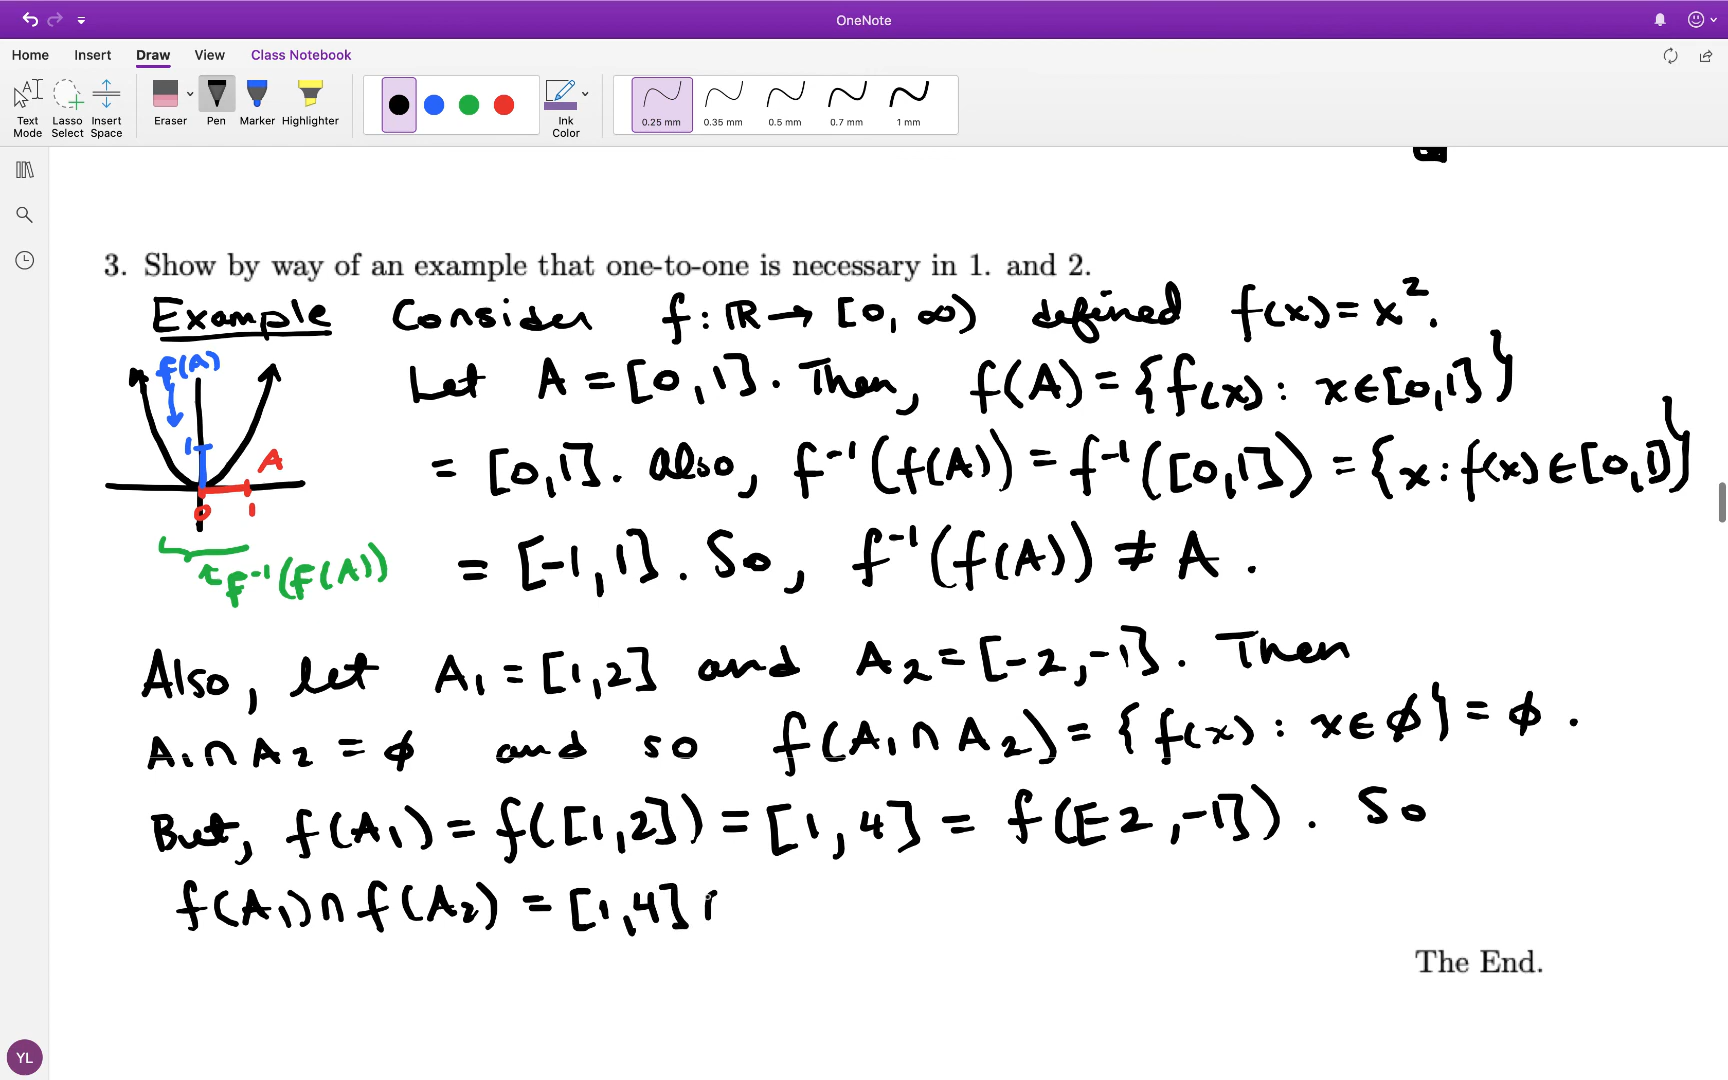 OneNote
Home Insert Draw View Class Notebook
Text Mode Lasso Select Insert Space Eraser Pen Marker Highlighter Ink Color 0.25 mm 0.35 mm 0.5 mm 0.7 mm 1 mm
3. Show by way of an example that one-to-one is necessary in 1. and 2.
Example Consider f : ℝ → [0, ∞) defined f(x) = x².
f(A) Let A = [0,1]. Then, f(A) = {f(x) : x ∈ [0,1]}
1 A = [0,1]. Also, f⁻¹(f(A)) = f⁻¹([0,1]) = {x : f(x) ∈ [0,1]}
0 1
f⁻¹(f(A)) = [-1,1]. So, f⁻¹(f(A)) ≠ A.
Also, let A₁ = [1,2] and A₂ = [-2,-1]. Then
A₁ ∩ A₂ = ϕ and so f(A₁ ∩ A₂) = {f(x) : x ∈ ϕ} = ϕ.
But, f(A₁) = f([1,2]) = [1,4] = f([-2,-1]). So
f(A₁) ∩ f(A₂) = [1,4]
The End.
YL